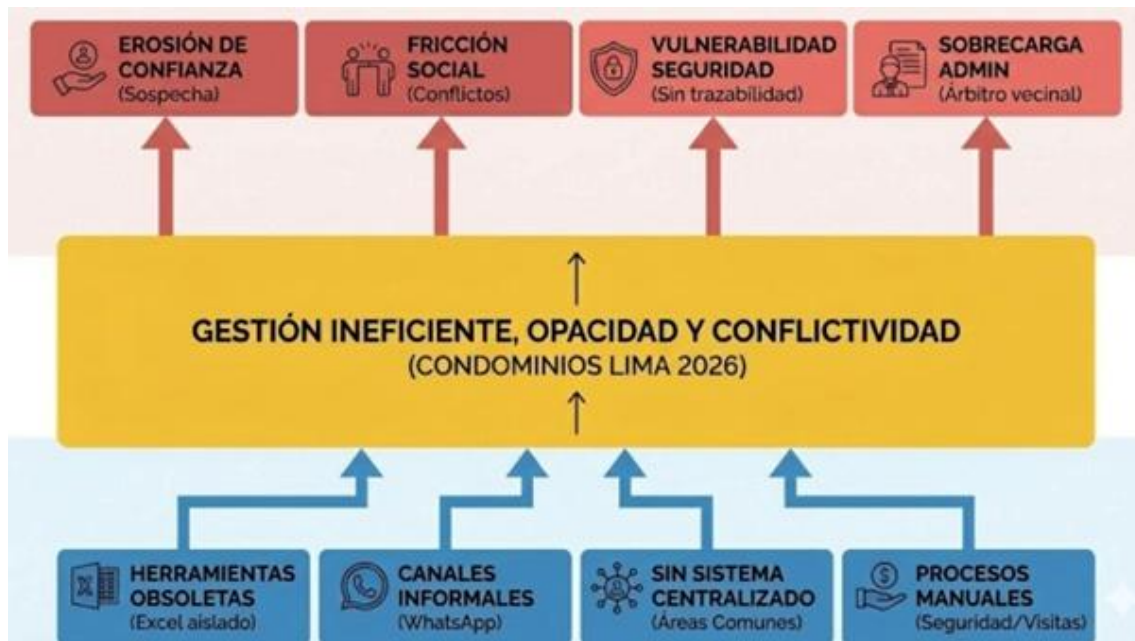 EROSIÓN DE
CONFIANZA
(Sospecha)
FRICCIÓN
SOCIAL
(Conflictos)
VULNERABILIDAD
SEGURIDAD
(Sin trazabilidad)
SOBRECARGA
ADMIN
(Árbitro vecinal)
GESTIÓN INEFICIENTE, OPACIDAD Y CONFLICTIVIDAD
(CONDOMINIOS LIMA 2026)
HERRAMIENTAS
OBSOLETAS
(Excel aislado)
CANALES
INFORMALES
(WhatsApp)
SIN SISTEMA
CENTRALIZADO
(Áreas Comunes)
PROCESOS
MANUALES
(Seguridad/Visitas)